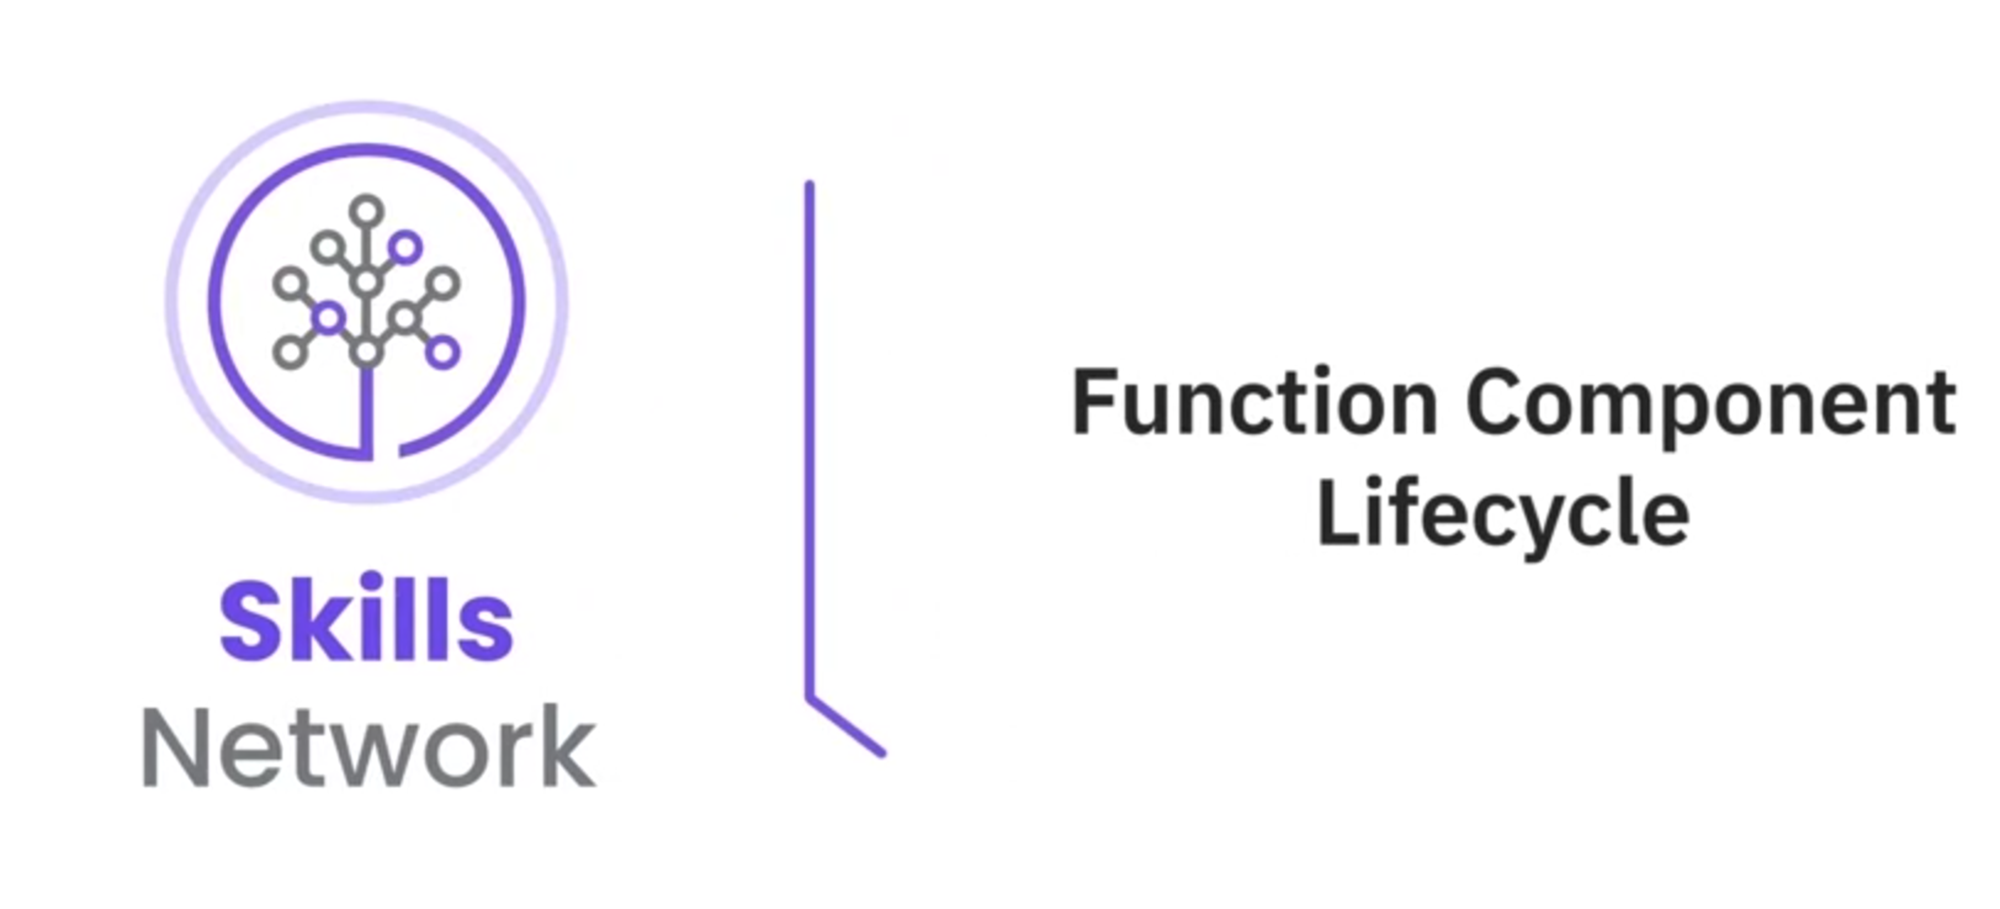 Skills
Network
Function Component
Lifecycle